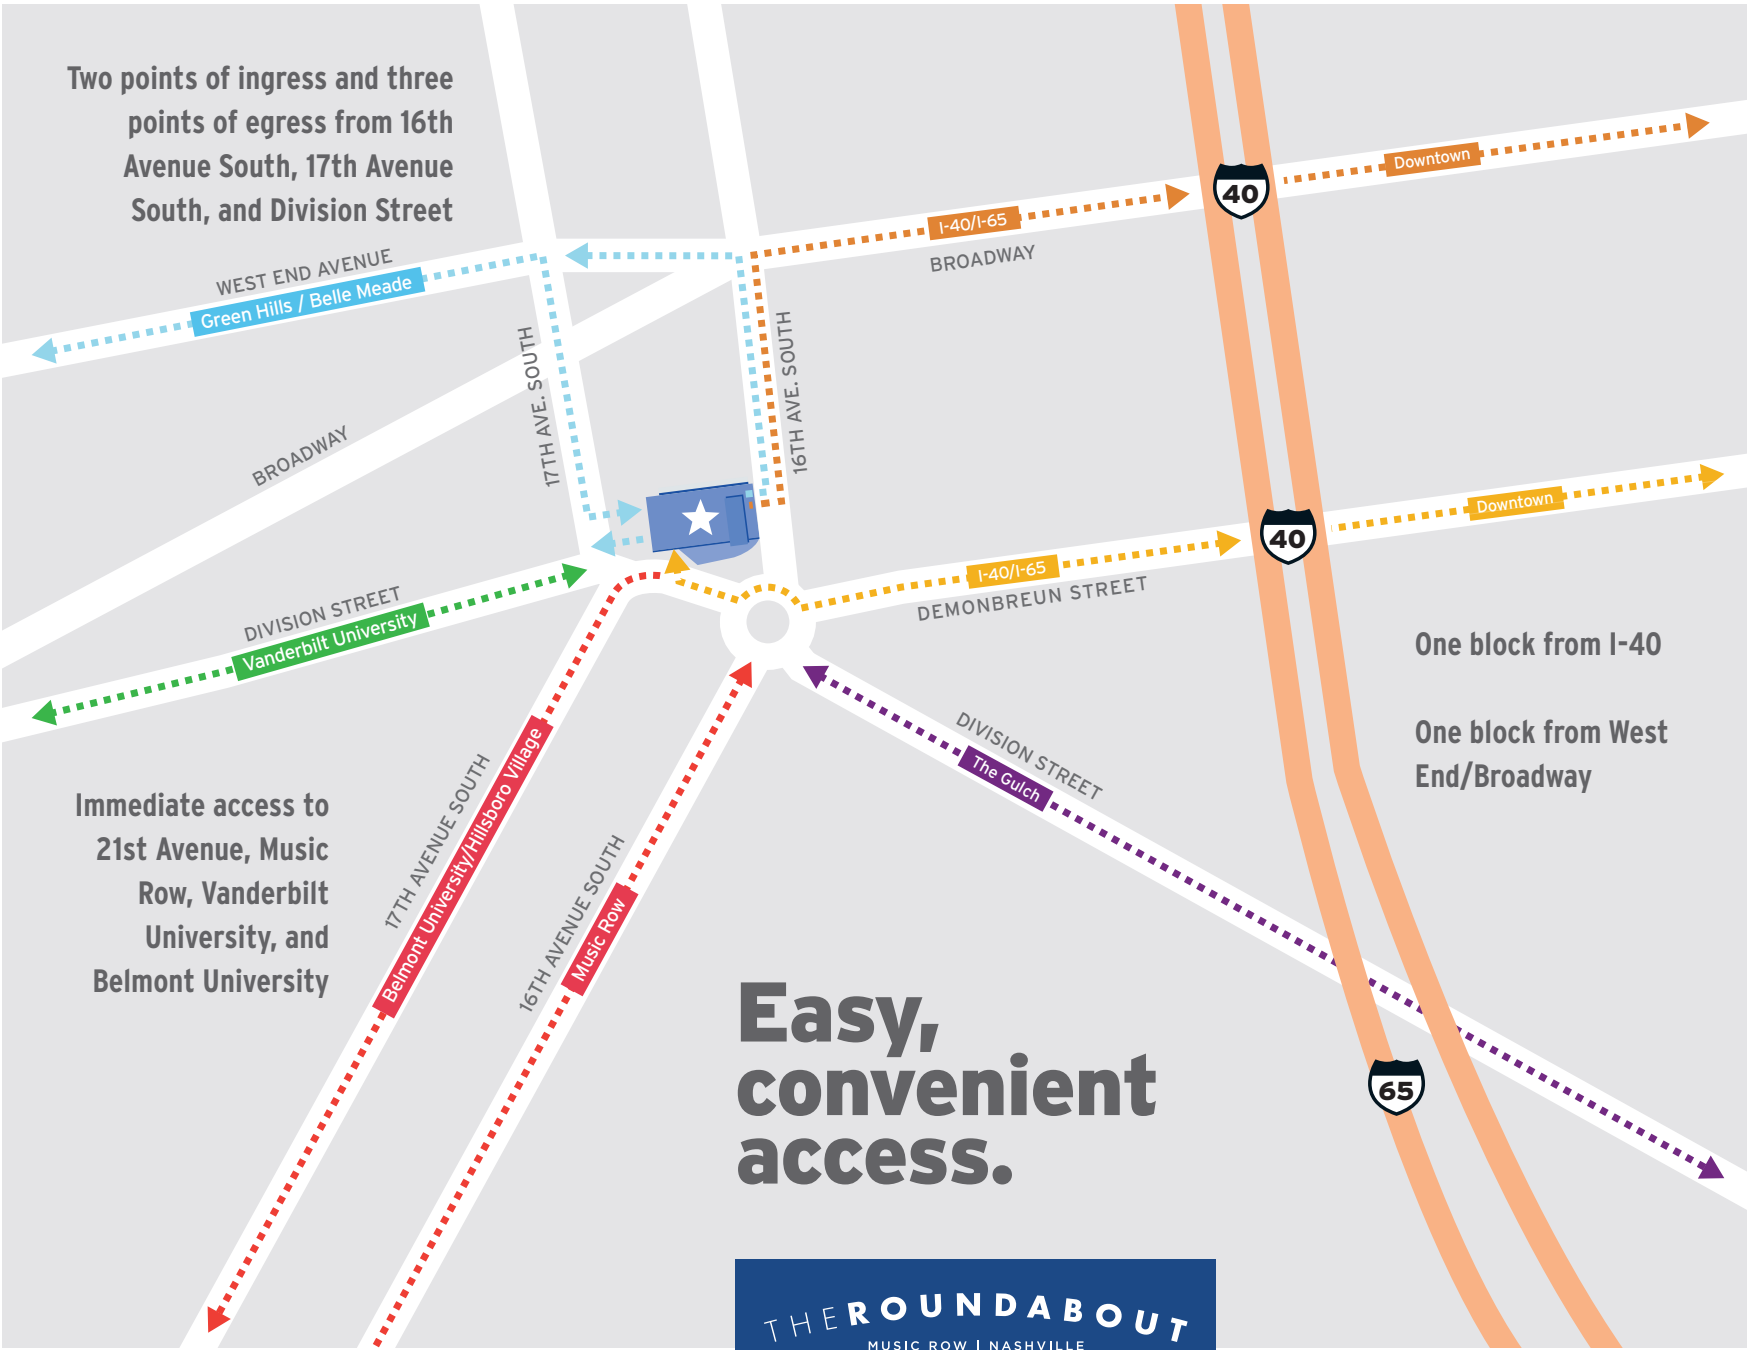 Two points of ingress and three
points of egress from 16th
Avenue South, 17th Avenue
South, and Division Street
Downtown
40
I-40/I-65
BROADWAY
WEST END AVENUE
Green Hills / Belle Meade
17TH AVE. SOUTH
16TH AVE. SOUTH
BROADWAY
Downtown
40
I-40/I-65
DEMONBREUN STREET
DIVISION STREET
Vanderbilt University
One block from I-40
One block from West
End/Broadway
DIVISION STREET
The Gulch
17TH AVENUE SOUTH
Belmont University/Hillsboro Village
Immediate access to
21st Avenue, Music
Row, Vanderbilt
University, and
Belmont University
16TH AVENUE SOUTH
Music Row
Easy,
convenient
access.
65
THE ROUNDABOUT
MUSIC ROW | NASHVILLE